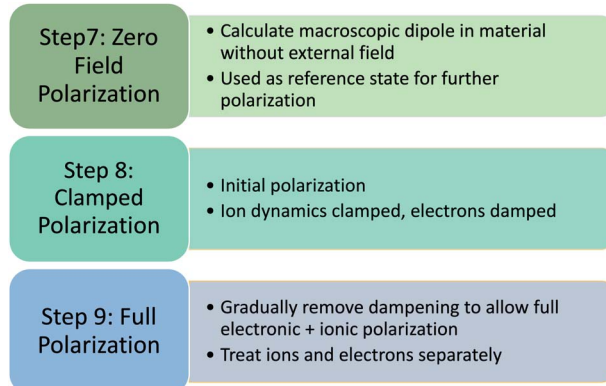 Step7: Zero
Field
Polarization
• Calculate macroscopic dipole in material
without external field
• Used as reference state for further
polarization
Step 8:
Clamped
Polarization
• Initial polarization
• Ion dynamics clamped, electrons damped
Step 9: Full
Polarization
• Gradually remove dampening to allow full
electronic + ionic polarization
• Treat ions and electrons separately